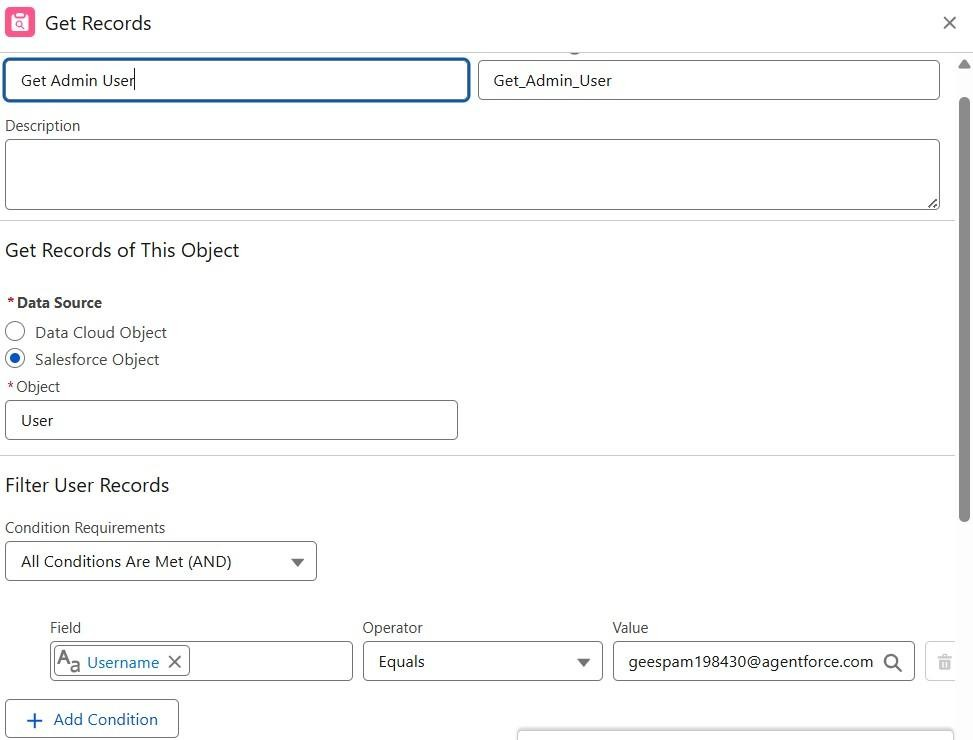 Get Records
Get Admin User
Get_Admin_User
Description
Get Records of This Object
* Data Source
Data Cloud Object
Salesforce Object
* Object
User
Filter User Records
Condition Requirements
All Conditions Are Met (AND)
Field Operator Value
Aa Username Equals geespam198430@agentforce.com
+ Add Condition